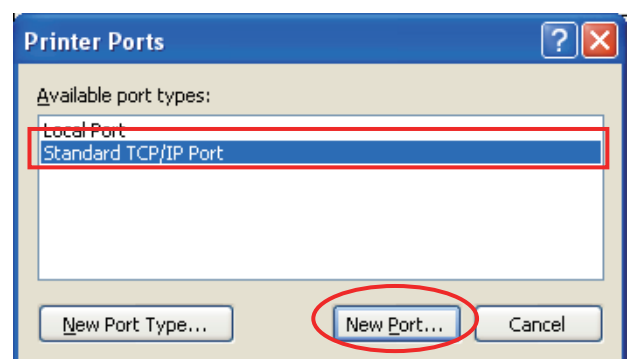 Printer Ports
Available port types:
Local Port
Standard TCP/IP Port
New Port Type...
New Port...
Cancel